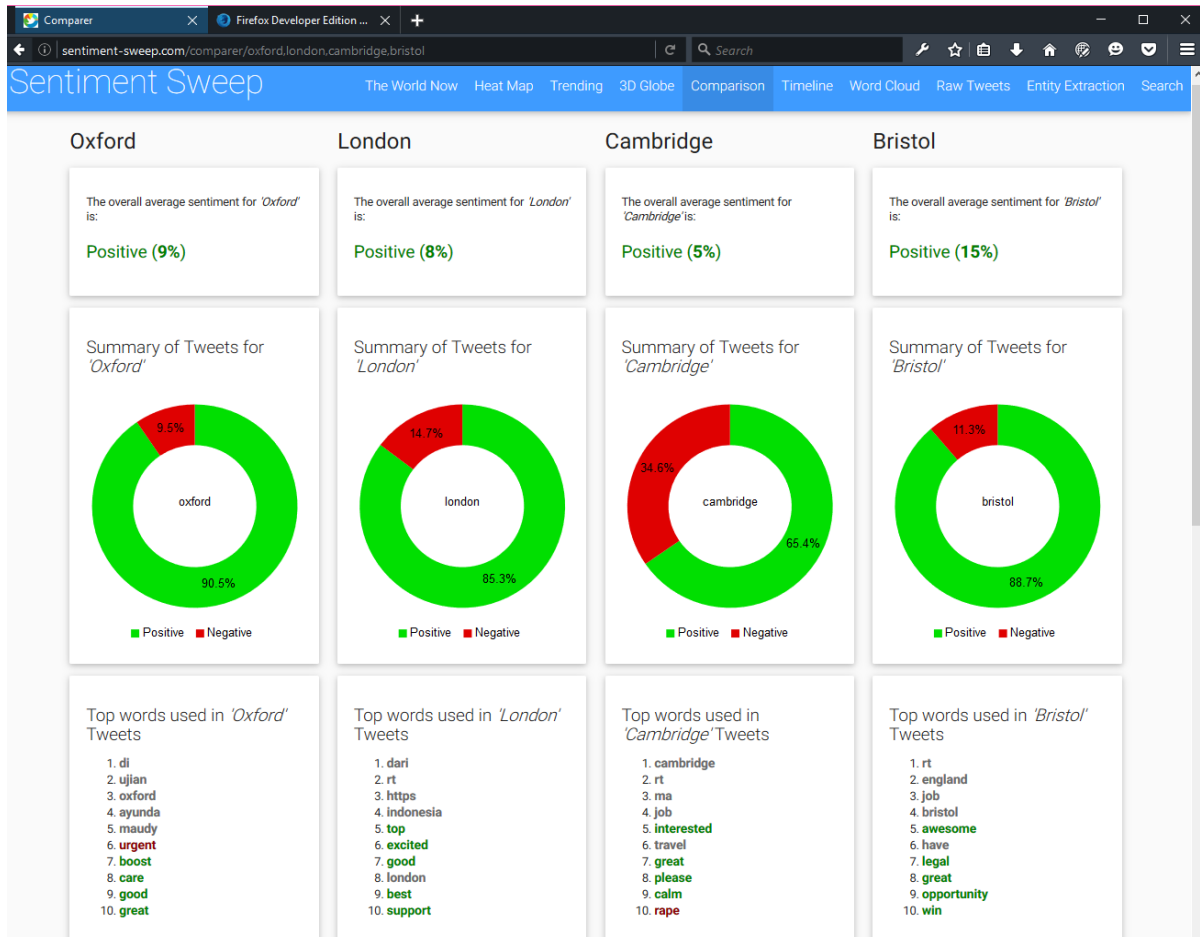 Comparer
Firefox Developer Edition ...
sentiment-sweep.com/comparer/oxford,london,cambridge,bristol
Search
Sentiment Sweep
The World Now
Heat Map
Trending
3D Globe
Comparison
Timeline
Word Cloud
Raw Tweets
Entity Extraction
Search
Oxford
The overall average sentiment for 'Oxford'
is:
Positive (9%)
Summary of Tweets for
'Oxford'
9.5%
oxford
90.5%
Positive
Negative
Top words used in 'Oxford'
Tweets
1. di
2. ujian
3. oxford
4. ayunda
5. maudy
6. urgent
7. boost
8. care
9. good
10. great
London
The overall average sentiment for 'London'
is:
Positive (8%)
Summary of Tweets for
'London'
14.7%
london
85.3%
Positive
Negative
Top words used in 'London'
Tweets
1. dari
2. rt
3. https
4. indonesia
5. top
6. excited
7. good
8. london
9. best
10. support
Cambridge
The overall average sentiment for
'Cambridge' is:
Positive (5%)
Summary of Tweets for
'Cambridge'
34.6%
cambridge
65.4%
Positive
Negative
Top words used in
'Cambridge' Tweets
1. cambridge
2. rt
3. ma
4. job
5. interested
6. travel
7. great
8. please
9. calm
10. rape
Bristol
The overall average sentiment for 'Bristol'
is:
Positive (15%)
Summary of Tweets for
'Bristol'
11.3%
bristol
88.7%
Positive
Negative
Top words used in 'Bristol'
Tweets
1. rt
2. england
3. job
4. bristol
5. awesome
6. have
7. legal
8. great
9. opportunity
10. win